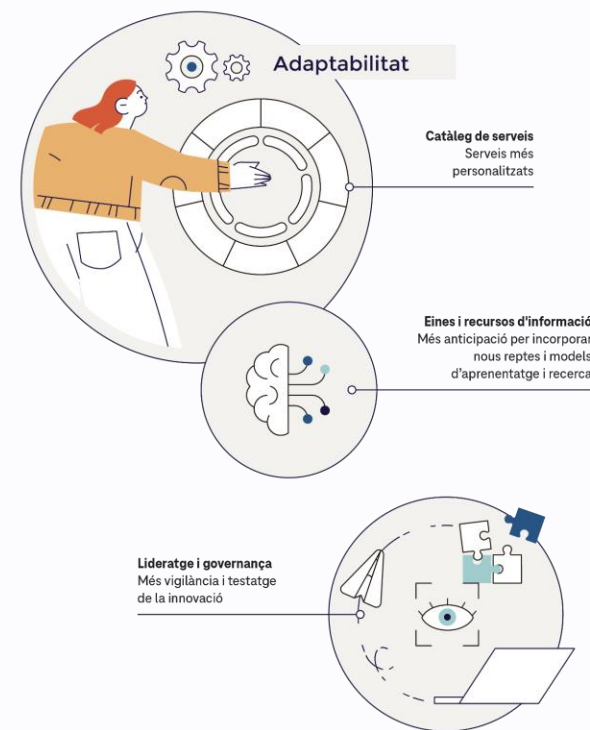 Adaptabilitat
Catàleg de serveis
Serveis més
personalitzats
Eines i recursos d'informació
Més anticipació per incorporar
nous reptes i models
d'aprenentatge i recerca
Lideratge i governança
Més vigilància i testatge
de la innovació